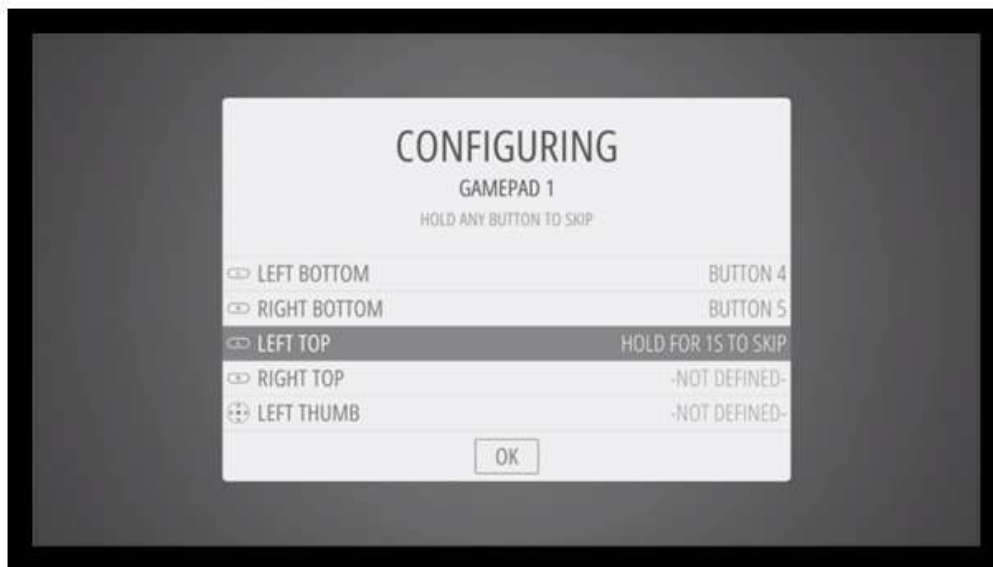 CONFIGURING
GAMEPAD 1
HOLD ANY BUTTON TO SKIP
LEFT BOTTOM BUTTON 4
RIGHT BOTTOM BUTTON 5
LEFT TOP HOLD FOR 1S TO SKIP
RIGHT TOP -NOT DEFINED-
LEFT THUMB -NOT DEFINED-
OK